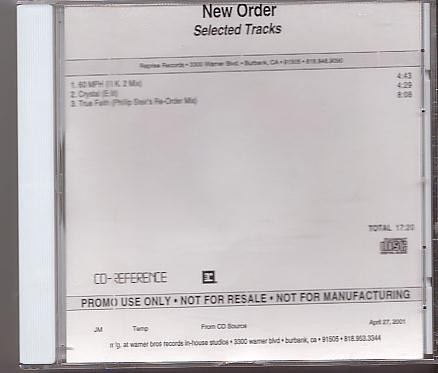 New Order
Selected Tracks
Reprise Records • 3300 Warner Blvd. • Burbank, CA • 91505 • 818.846.9090
1. 60 MPH 2 Mix) 4:43
2. Crystal 4:29
3. True Faith (Phillip Steir's Re-Order Mix) 8:08
TOTAL 17:20
CD-REFERENCE
PROMO USE ONLY • NOT FOR RESALE • NOT FOR MANUFACTURING
JM Temp From CD Source April 27, 2001
at warner bros records in-house studios • 3300 warner blvd • burbank, ca • 91505 • 818.953.3344